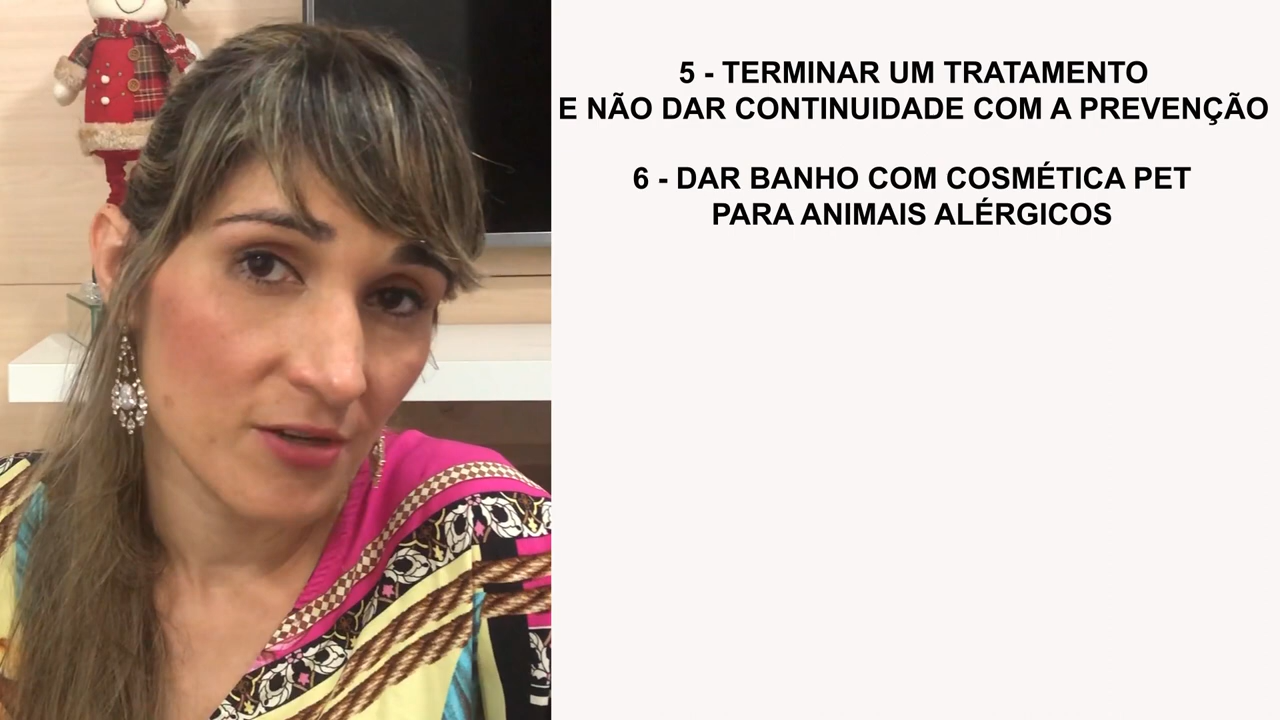 5 - TERMINAR UM TRATAMENTO
E NÃO DAR CONTINUIDADE COM A PREVENÇÃO
6 - DAR BANHO COM COSMÉTICA PET
PARA ANIMAIS ALÉRGICOS